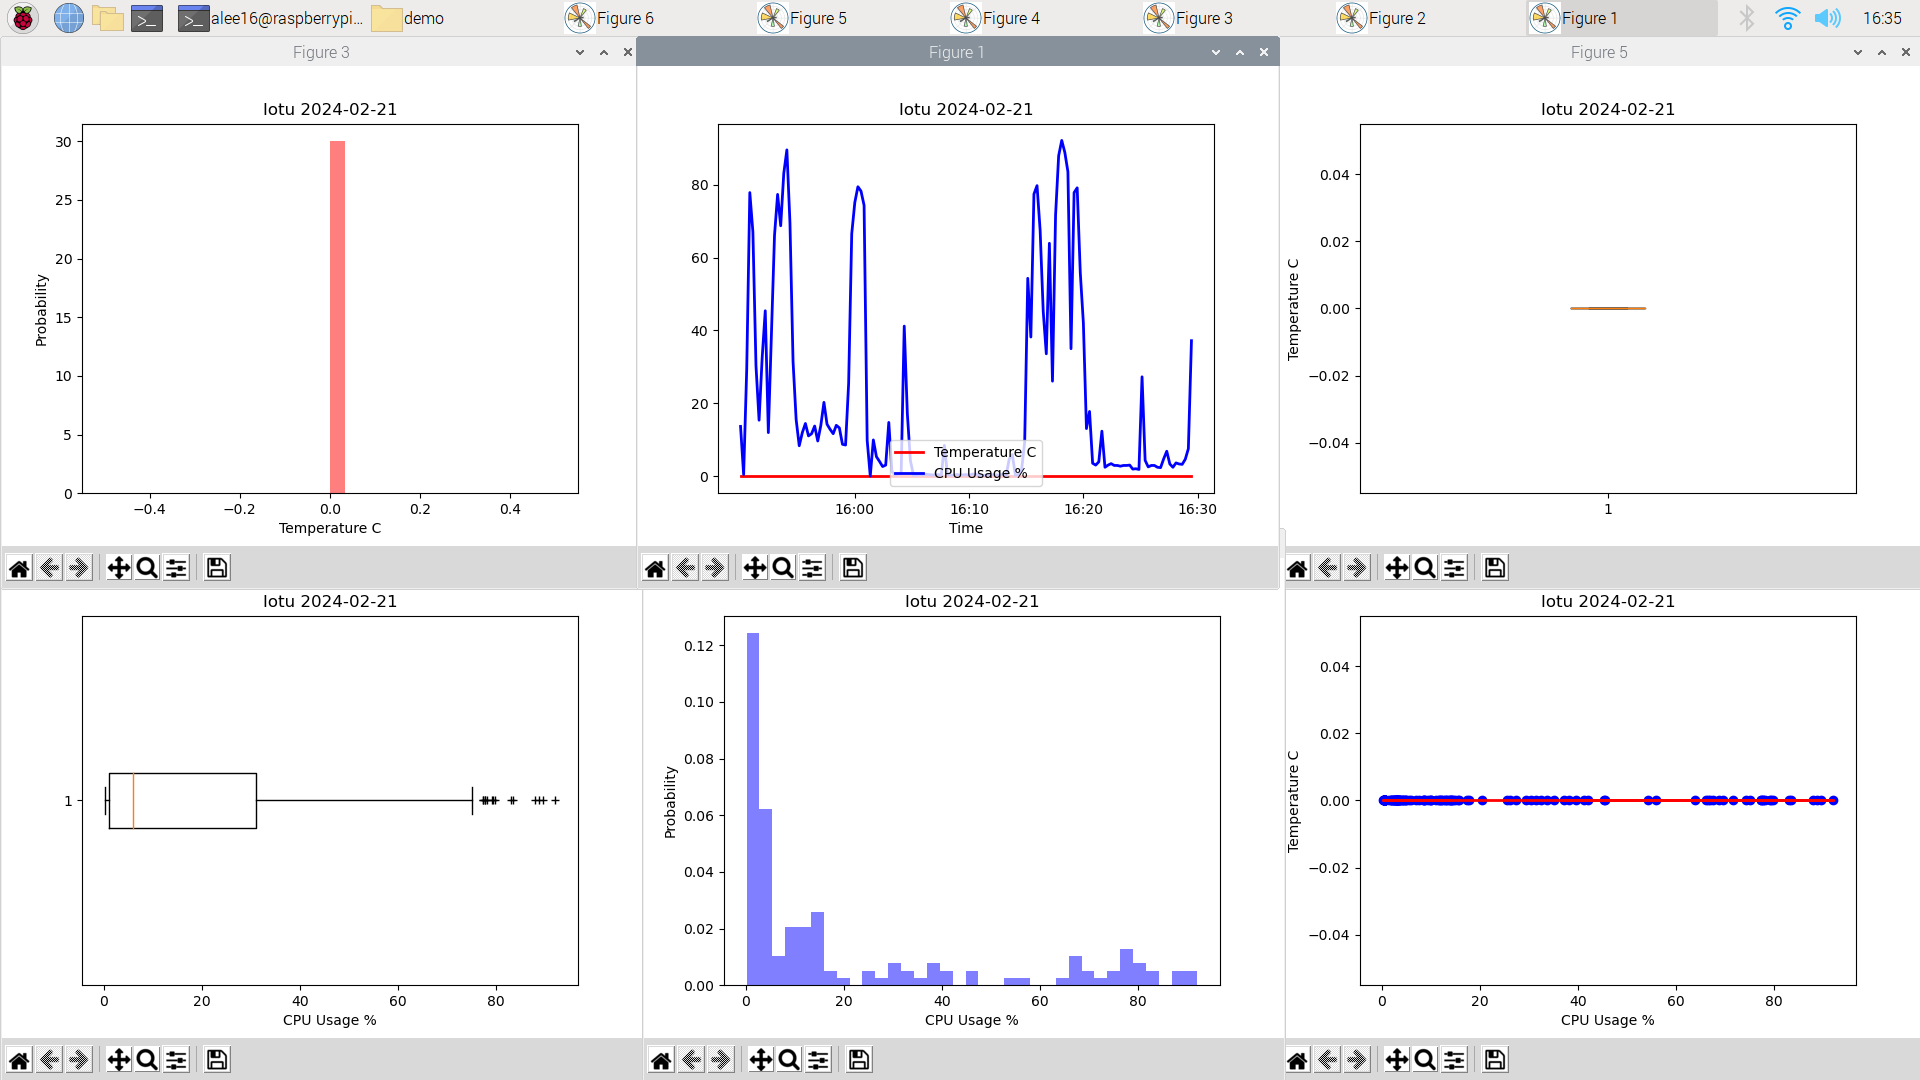 alee16@raspberrypi... demo Figure 6 Figure 5 Figure 4 Figure 3 Figure 2 Figure 1 16:35
Figure 3
Iotu 2024-02-21
30
25
20
15
10
5
0
Probability
−0.4 −0.2 0.0 0.2 0.4
Temperature C
Figure 1
Iotu 2024-02-21
80
60
40
20
0
Temperature C
CPU Usage %
16:00 16:10 16:20 16:30
Time
Figure 5
Iotu 2024-02-21
0.04
0.02
0.00
−0.02
−0.04
Temperature C
1
Iotu 2024-02-21
1
0 20 40 60 80
CPU Usage %
Iotu 2024-02-21
0.12
0.10
0.08
0.06
0.04
0.02
0.00
Probability
0 20 40 60 80
CPU Usage %
Iotu 2024-02-21
0.04
0.02
0.00
−0.02
−0.04
Temperature C
0 20 40 60 80
CPU Usage %